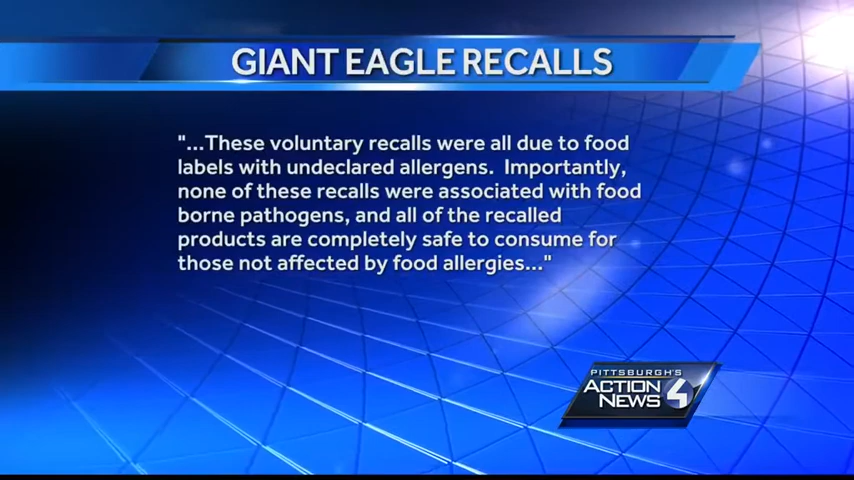 GIANT EAGLE RECALLS
"...These voluntary recalls were all due to food
labels with undeclared allergens.  Importantly,
none of these recalls were associated with food
borne pathogens, and all of the recalled
products are completely safe to consume for
those not affected by food allergies..."
PITTSBURGH'S
ACTION
NEWS 4